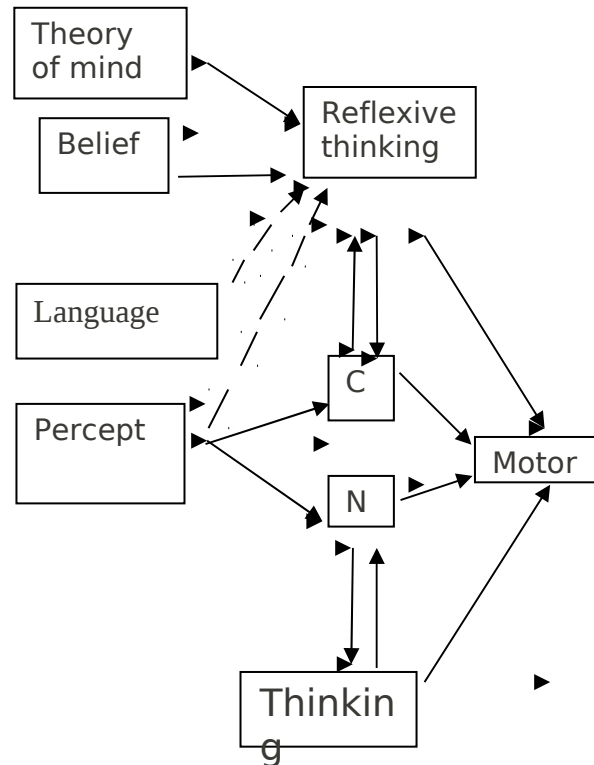 Theory
of mind
Reflexive
thinking
Belief
Language
C
Percept
Motor
N
Thinkin
g